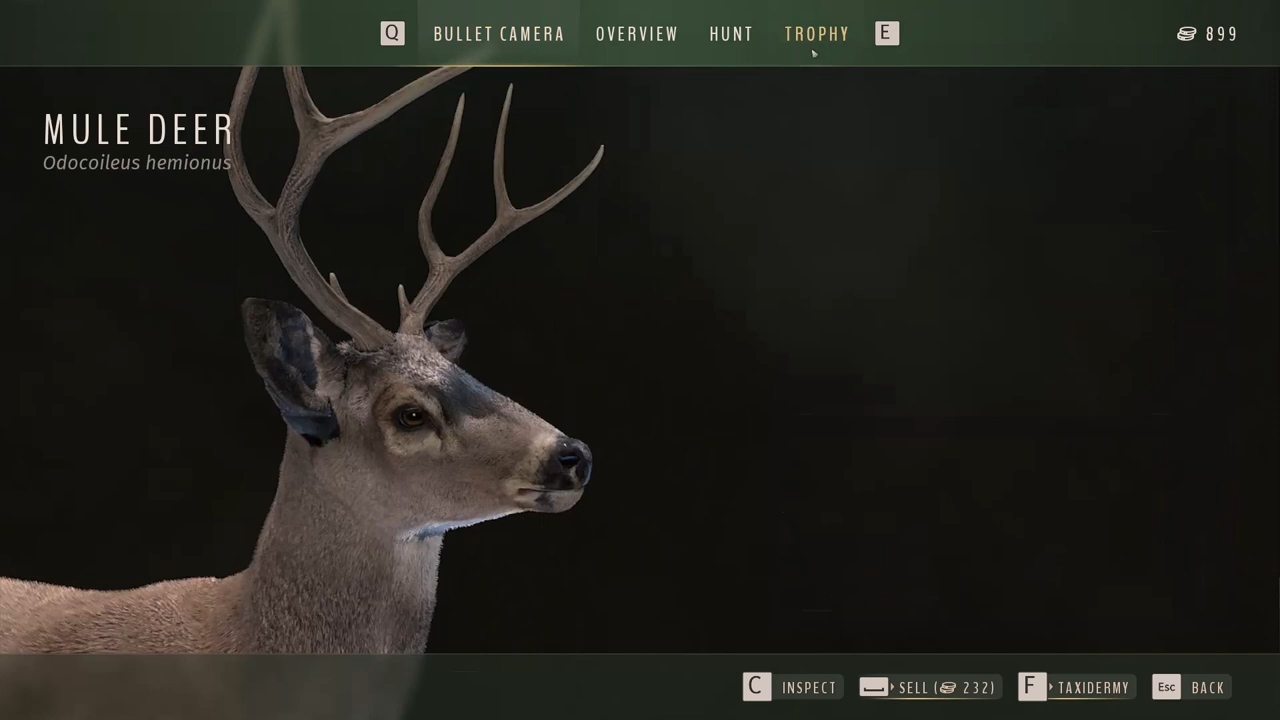 Q BULLET CAMERA OVERVIEW HUNT TROPHY E 899
MULE DEER
Odocoileus hemionus
C INSPECT SELL ( 232) F TAXIDERMY Esc BACK